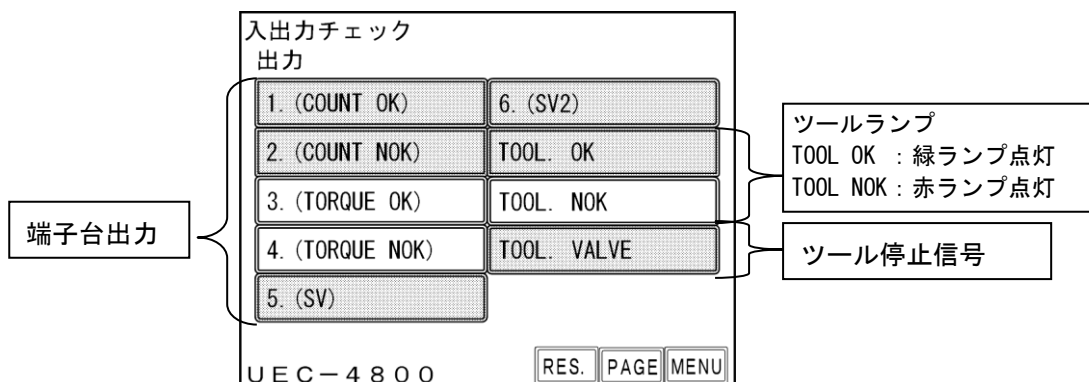 入出力チェック
出力
1. (COUNT OK)
6. (SV2)
2. (COUNT NOK)
TOOL. OK
3. (TORQUE OK)
TOOL. NOK
4. (TORQUE NOK)
TOOL. VALVE
5. (SV)
UEC-4800
RES. PAGE MENU
端子台出力
ツールランプ
TOOL OK :緑ランプ点灯
TOOL NOK:赤ランプ点灯
ツール停止信号